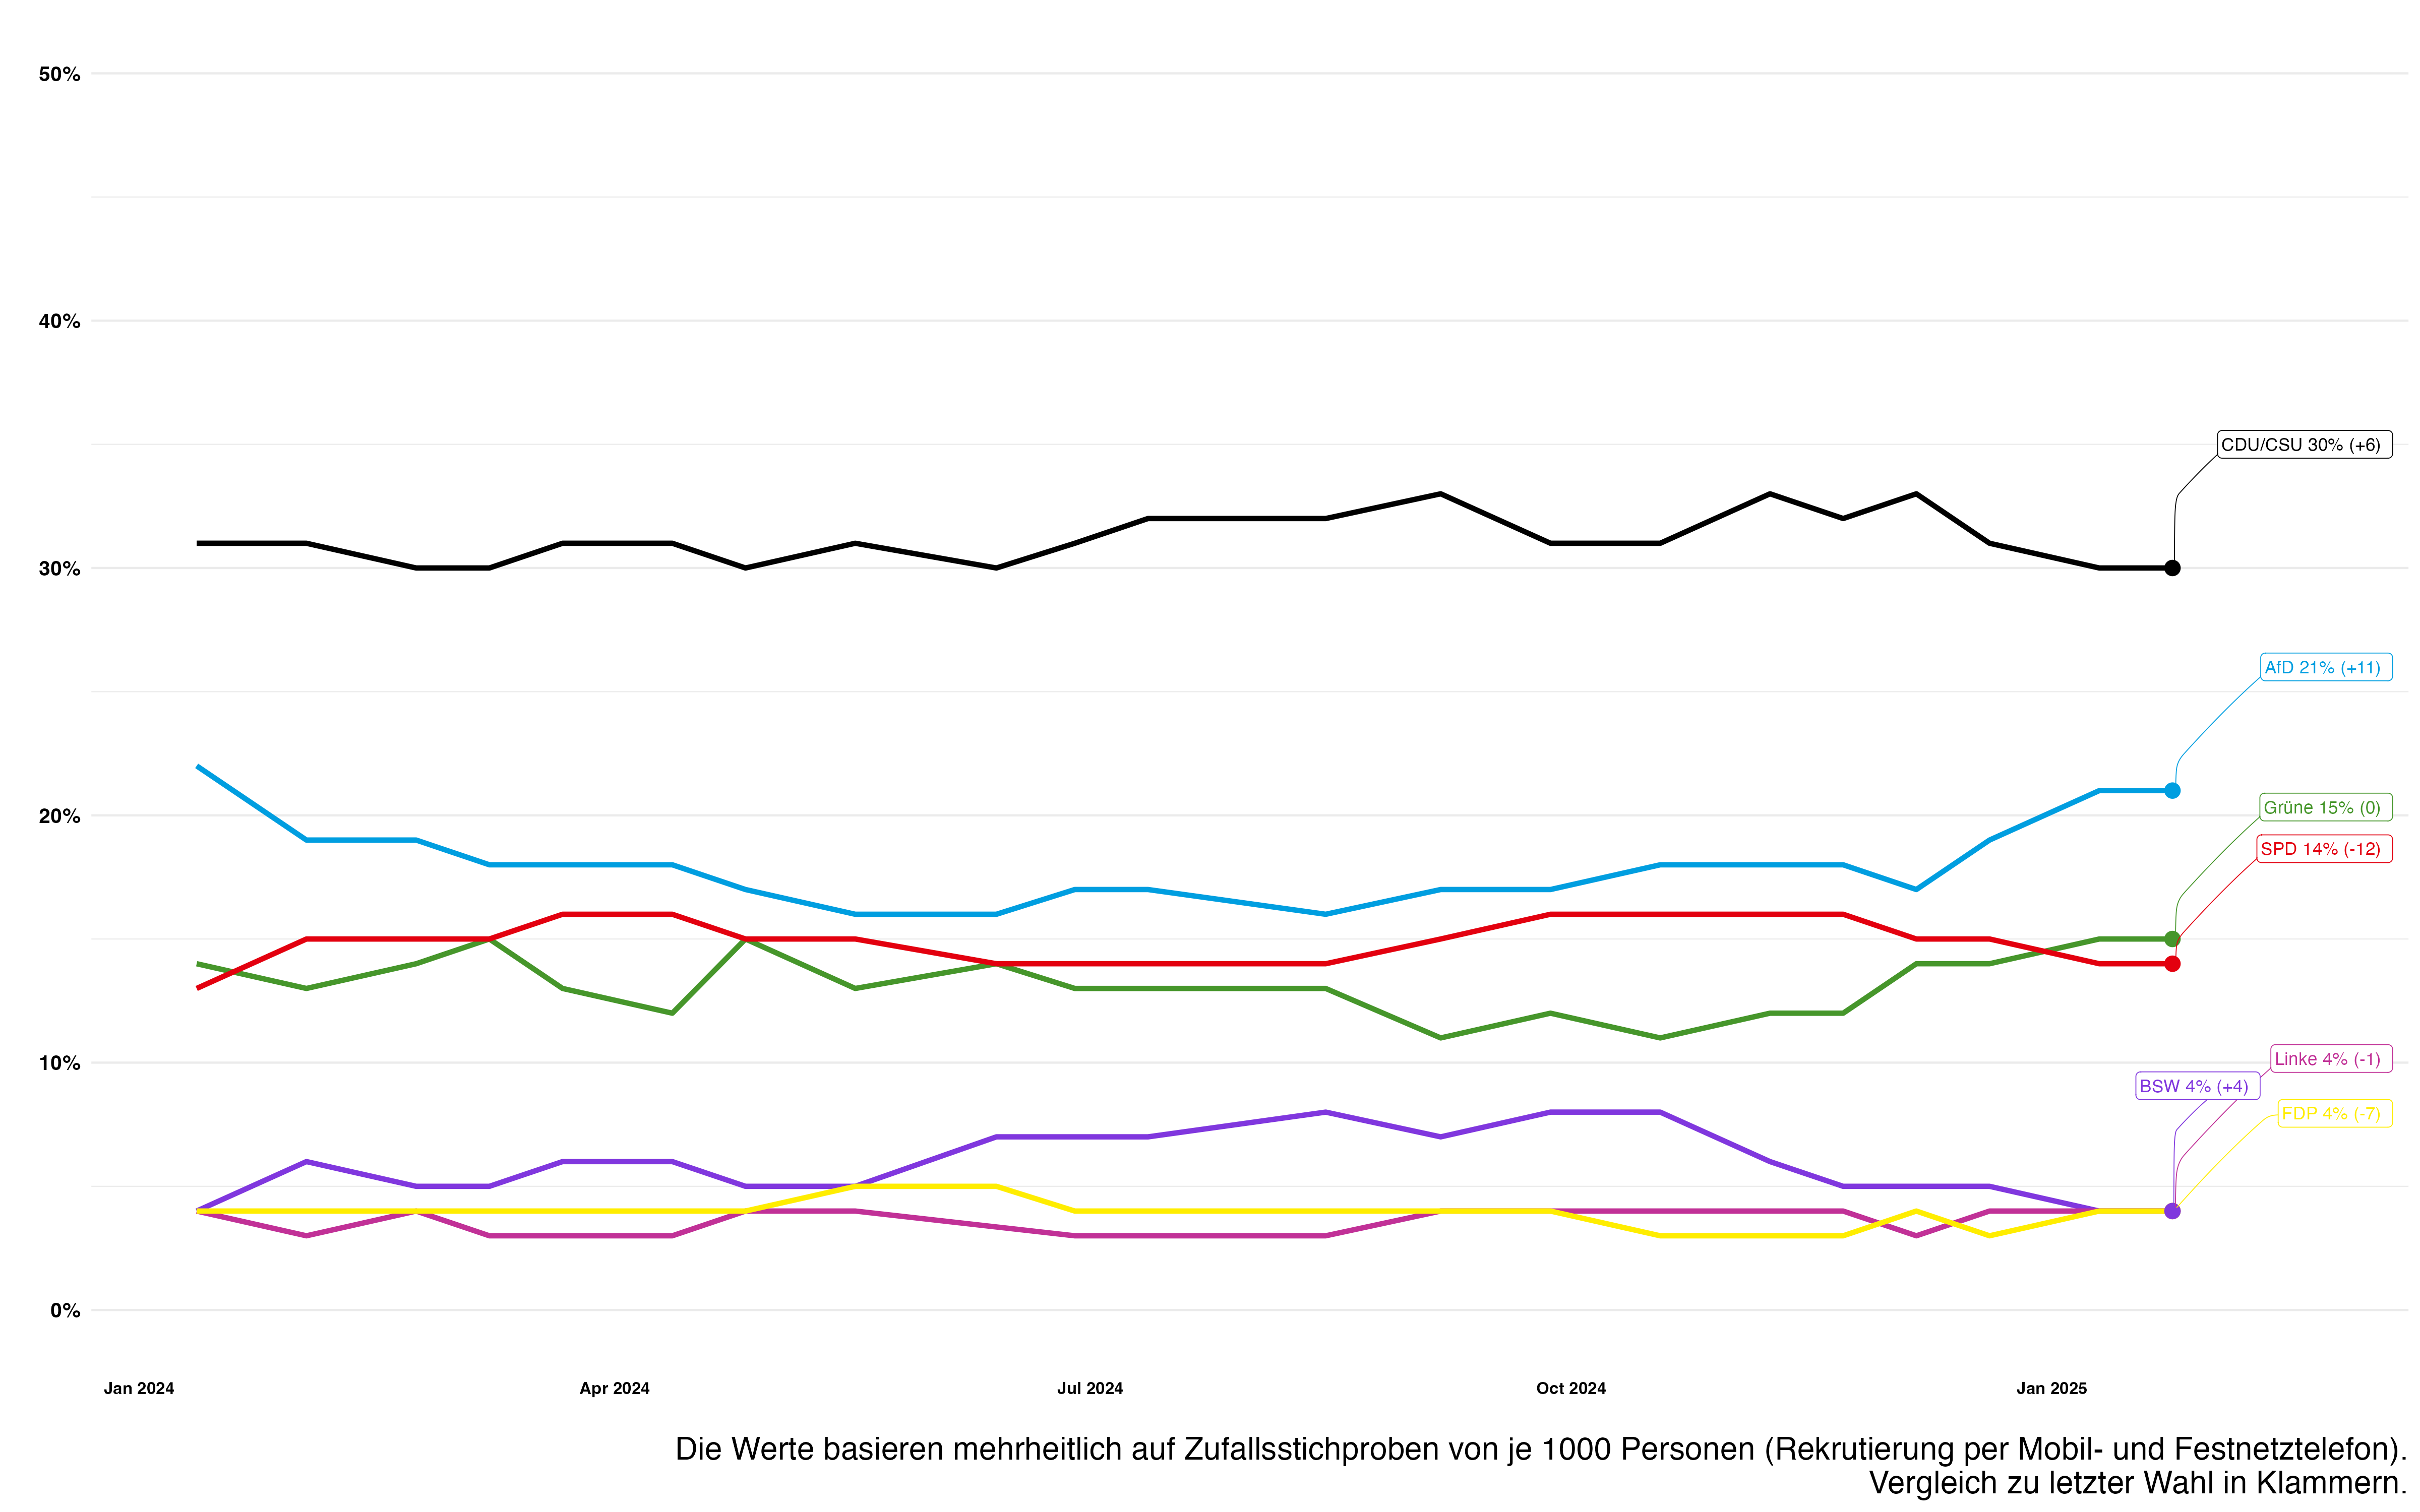 50%
40%
30%
20%
10%
0%
CDU/CSU 30% (+6)
AfD 21% (+11)
Grüne 15% (0)
SPD 14% (-12)
Linke 4% (-1)
BSW 4% (+4)
FDP 4% (-7)
Jan 2024
Apr 2024
Jul 2024
Oct 2024
Jan 2025
Die Werte basieren mehrheitlich auf Zufallsstichproben von je 1000 Personen (Rekrutierung per Mobil- und Festnetztelefon).
Vergleich zu letzter Wahl in Klammern.